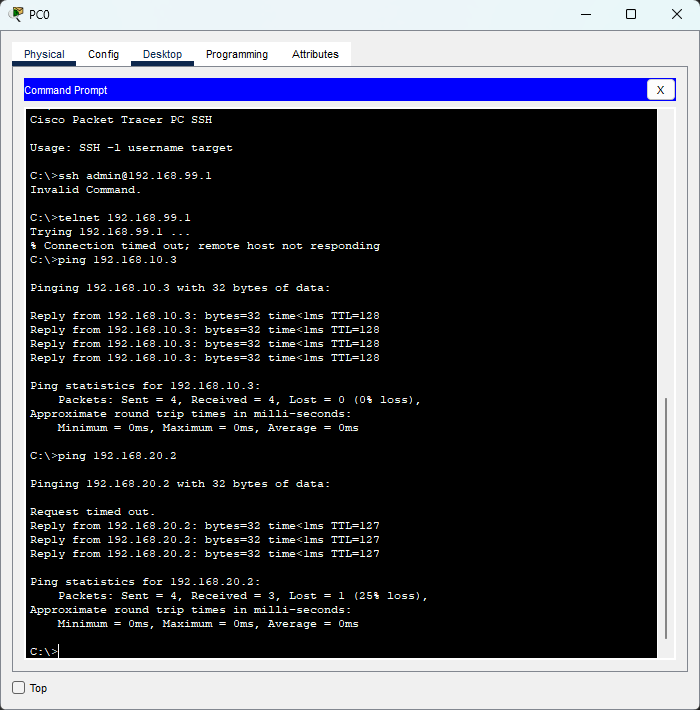 PC0
Physical Config Desktop Programming Attributes
Command Prompt
X
Cisco Packet Tracer PC SSH
Usage: SSH -l username target
C:\>ssh admin@192.168.99.1
Invalid Command.
C:\>telnet 192.168.99.1
Trying 192.168.99.1 ...
% Connection timed out; remote host not responding
C:\>ping 192.168.10.3
Pinging 192.168.10.3 with 32 bytes of data:
Reply from 192.168.10.3: bytes=32 time<1ms TTL=128
Reply from 192.168.10.3: bytes=32 time<1ms TTL=128
Reply from 192.168.10.3: bytes=32 time<1ms TTL=128
Reply from 192.168.10.3: bytes=32 time<1ms TTL=128
Ping statistics for 192.168.10.3:
Packets: Sent = 4, Received = 4, Lost = 0 (0% loss),
Approximate round trip times in milli-seconds:
Minimum = 0ms, Maximum = 0ms, Average = 0ms
C:\>ping 192.168.20.2
Pinging 192.168.20.2 with 32 bytes of data:
Request timed out.
Reply from 192.168.20.2: bytes=32 time<1ms TTL=127
Reply from 192.168.20.2: bytes=32 time<1ms TTL=127
Reply from 192.168.20.2: bytes=32 time<1ms TTL=127
Ping statistics for 192.168.20.2:
Packets: Sent = 4, Received = 3, Lost = 1 (25% loss),
Approximate round trip times in milli-seconds:
Minimum = 0ms, Maximum = 0ms, Average = 0ms
C:\>
Top